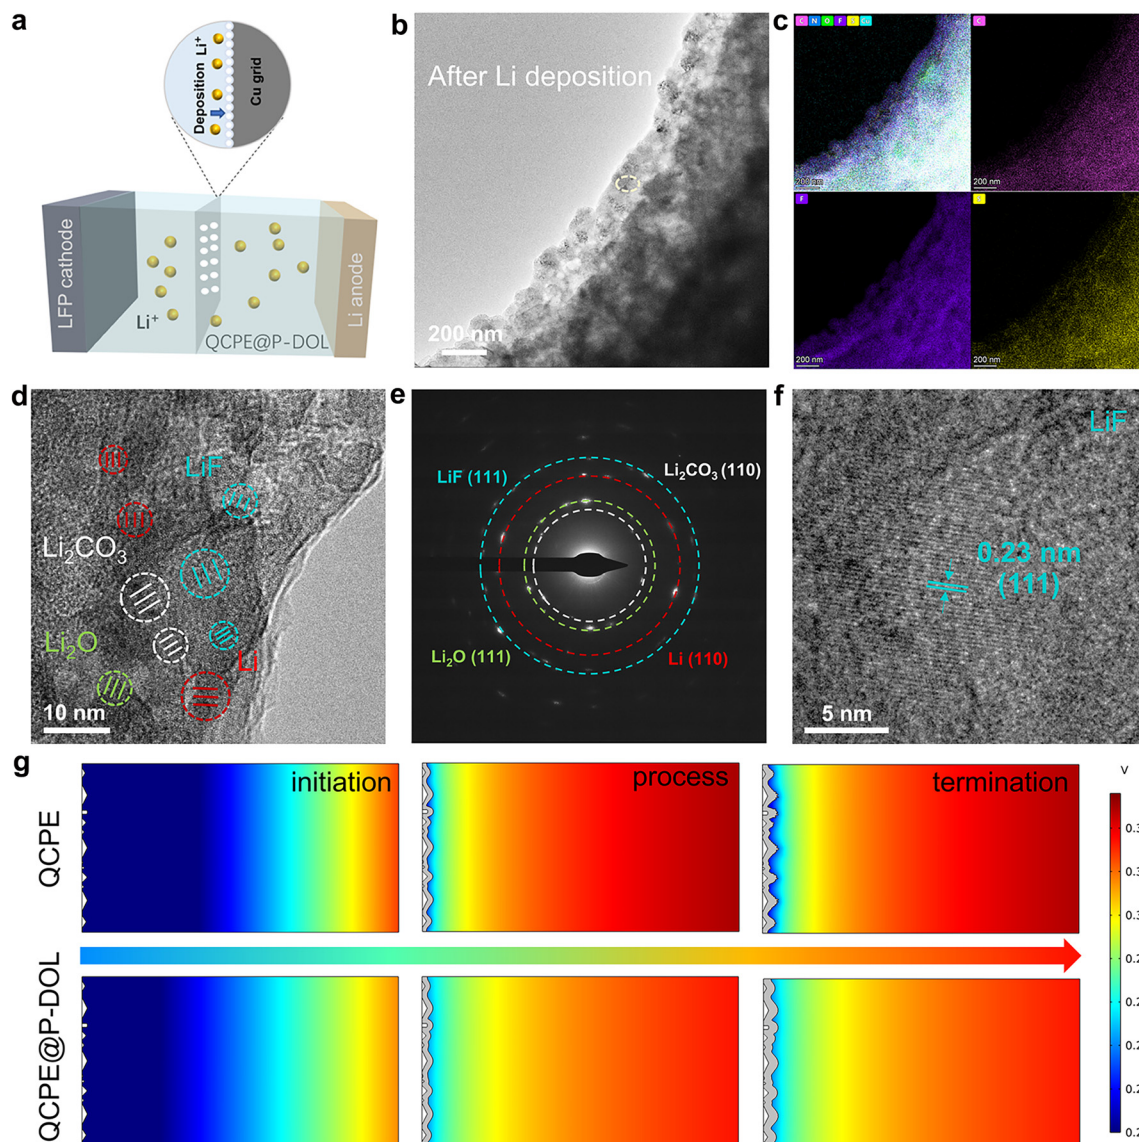 a
Deposition Li⁺
Cu grid
LFP cathode
Li⁺
QCPE@P-DOL
Li anode
b
After Li deposition
200 nm
c
C N O F S Cu
200 nm
C
200 nm
F
200 nm
S
200 nm
d
LiF
Li₂CO₃
Li₂O
Li
10 nm
e
LiF (111)
Li₂CO₃ (110)
Li₂O (111)
Li (110)
f
LiF
0.23 nm
(111)
5 nm
g
QCPE
initiation
process
termination
V
QCPE@P-DOL